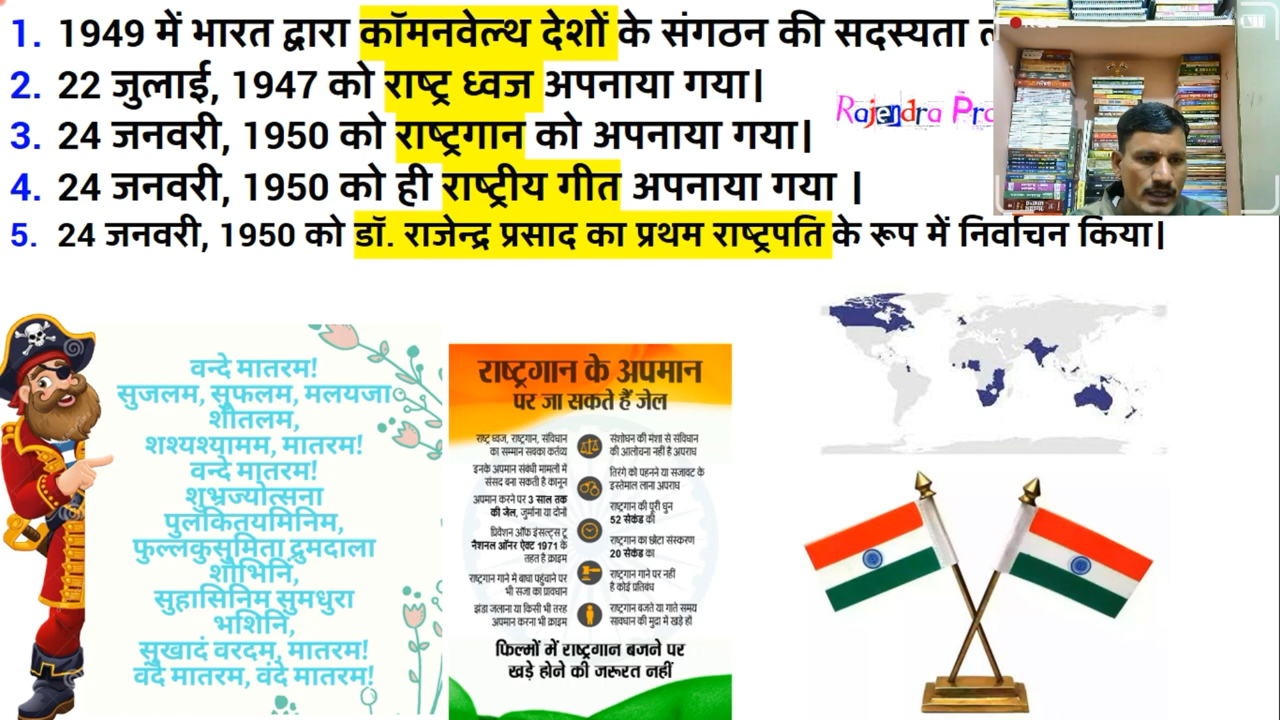 1. 1949 में भारत द्वारा कॉमनवेल्थ देशों के संगठन की सदस्यता
2. 22 जुलाई, 1947 को राष्ट्र ध्वज अपनाया गया|
3. 24 जनवरी, 1950 को राष्ट्रगान को अपनाया गया|
4. 24 जनवरी, 1950 को ही राष्ट्रीय गीत अपनाया गया |
5. 24 जनवरी, 1950 को डॉ. राजेन्द्र प्रसाद का प्रथम राष्ट्रपति के रूप में निर्वाचन किया|
Rajendra
वन्दे मातरम!
सुजलम, सूफलम, मलयजा
शीतलम,
शश्यश्यामम, मातरम!
वन्दे मातरम!
शुभ्रज्योत्सना
पुलकितयमिनिम,
फुल्लकुसुमिता द्रुमदाला
शोभिनि,
सुहासिनिम सुमधुरा
भशिनि,
सुखादं वरदम, मातरम!
वंदे मातरम, वंदे मातरम!
राष्ट्रगान के अपमान
पर जा सकते हैं जेल
राष्ट्र ध्वज, राष्ट्रगान, संविधान
का सम्मान सबका कर्तव्य
इनके अपमान संबंधी मामलों में
संसद बना सकती है कानून
अपमान करने पर 3 साल तक
की जेल, जुर्माना या दोनों
प्रिवेंशन ऑफ इंसल्ट्स टू
नैशनल ऑनर ऐक्ट 1971 के
तहत है क्राइम
राष्ट्रगान गाने में बाधा पहुंचाने पर
भी सजा का प्रावधान
झंडा जलाना या किसी भी तरह
अपमान करना भी क्राइम
संशोधन की मंशा से संविधान
की आलोचना नहीं है अपराध
तिरंगे को पहनने या सजावट के
इस्तेमाल लाना अपराध
राष्ट्रगान की पूरी धुन
52 सेकंड की
राष्ट्रगान का छोटा संस्करण
20 सेकंड का
राष्ट्रगान गाने पर नहीं
है कोई प्रतिबंध
राष्ट्रगान बजते या गाते समय
सावधान की मुद्रा में खड़े हों
फिल्मों में राष्ट्रगान बजने पर
खड़े होने की जरूरत नहीं